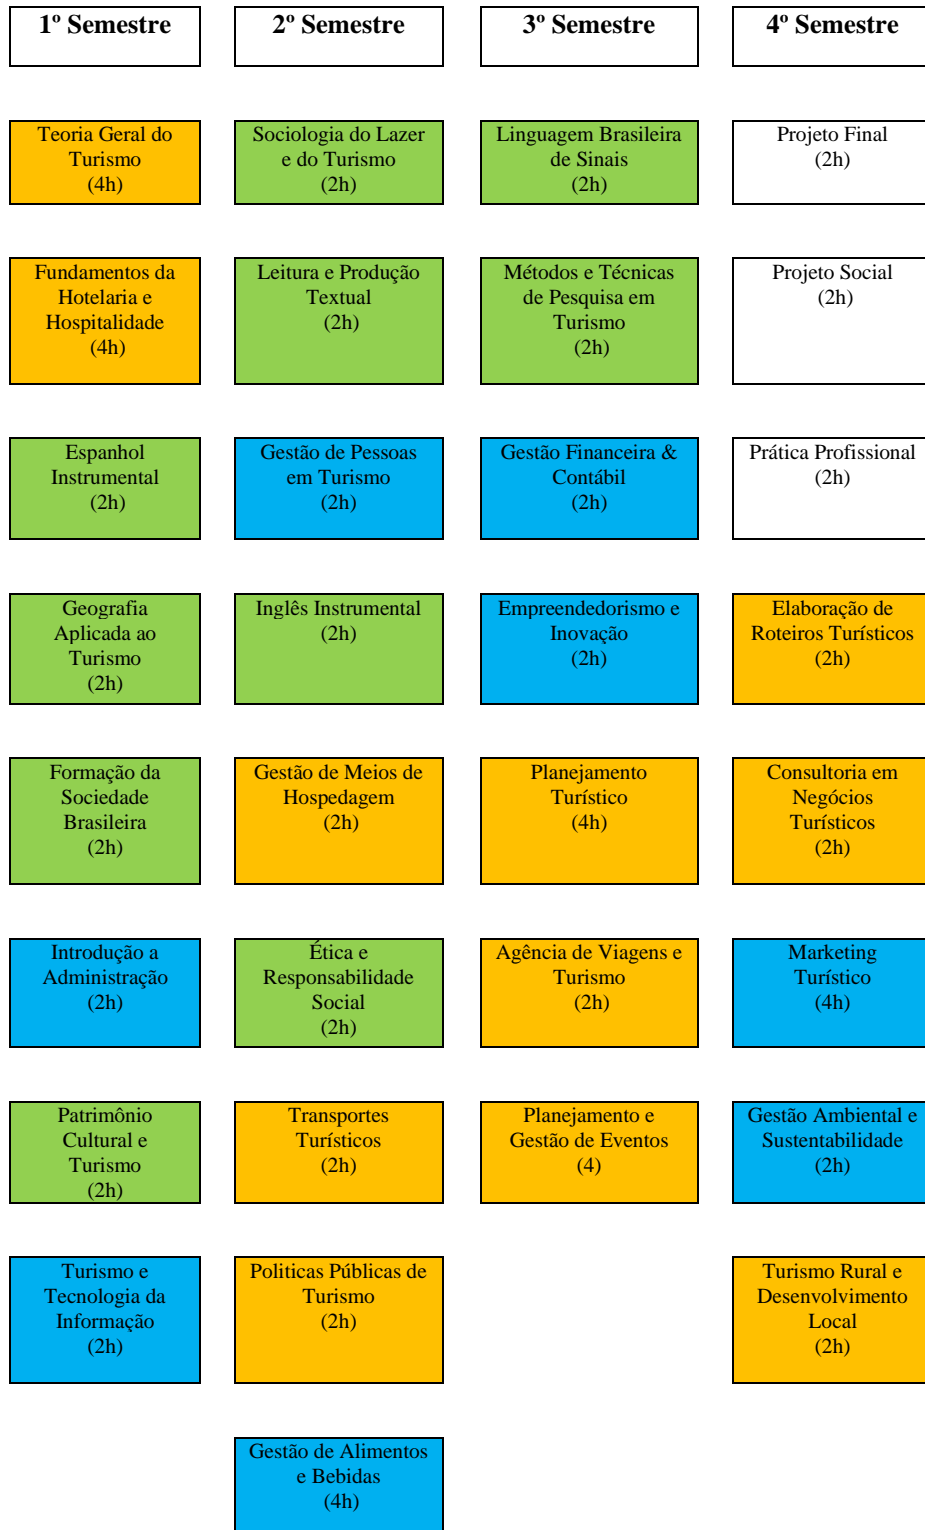 1º Semestre
2º Semestre
3º Semestre
4º Semestre
Teoria Geral do
Turismo
(4h)
Sociologia do Lazer
e do Turismo
(2h)
Linguagem Brasileira
de Sinais
(2h)
Projeto Final
(2h)
Fundamentos da
Hotelaria e
Hospitalidade
(4h)
Leitura e Produção
Textual
(2h)
Métodos e Técnicas
de Pesquisa em
Turismo
(2h)
Projeto Social
(2h)
Espanhol
Instrumental
(2h)
Gestão de Pessoas
em Turismo
(2h)
Gestão Financeira &
Contábil
(2h)
Prática Profissional
(2h)
Geografia
Aplicada ao
Turismo
(2h)
Inglês Instrumental
(2h)
Empreendedorismo e
Inovação
(2h)
Elaboração de
Roteiros Turísticos
(2h)
Formação da
Sociedade
Brasileira
(2h)
Gestão de Meios de
Hospedagem
(2h)
Planejamento
Turístico
(4h)
Consultoria em
Negócios
Turísticos
(2h)
Introdução a
Administração
(2h)
Ética e
Responsabilidade
Social
(2h)
Agência de Viagens e
Turismo
(2h)
Marketing
Turístico
(4h)
Patrimônio
Cultural e
Turismo
(2h)
Transportes
Turísticos
(2h)
Planejamento e
Gestão de Eventos
(4)
Gestão Ambiental e
Sustentabilidade
(2h)
Turismo e
Tecnologia da
Informação
(2h)
Politicas Públicas de
Turismo
(2h)
Turismo Rural e
Desenvolvimento
Local
(2h)
Gestão de Alimentos
e Bebidas
(4h)